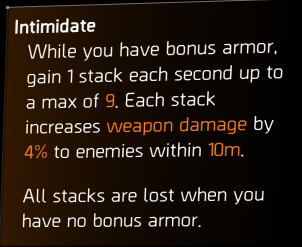 Intimidate
While you have bonus armor,
gain 1 stack each second up to
a max of 9. Each stack
increases weapon damage by
4% to enemies within 10m.
All stacks are lost when you
have no bonus armor.